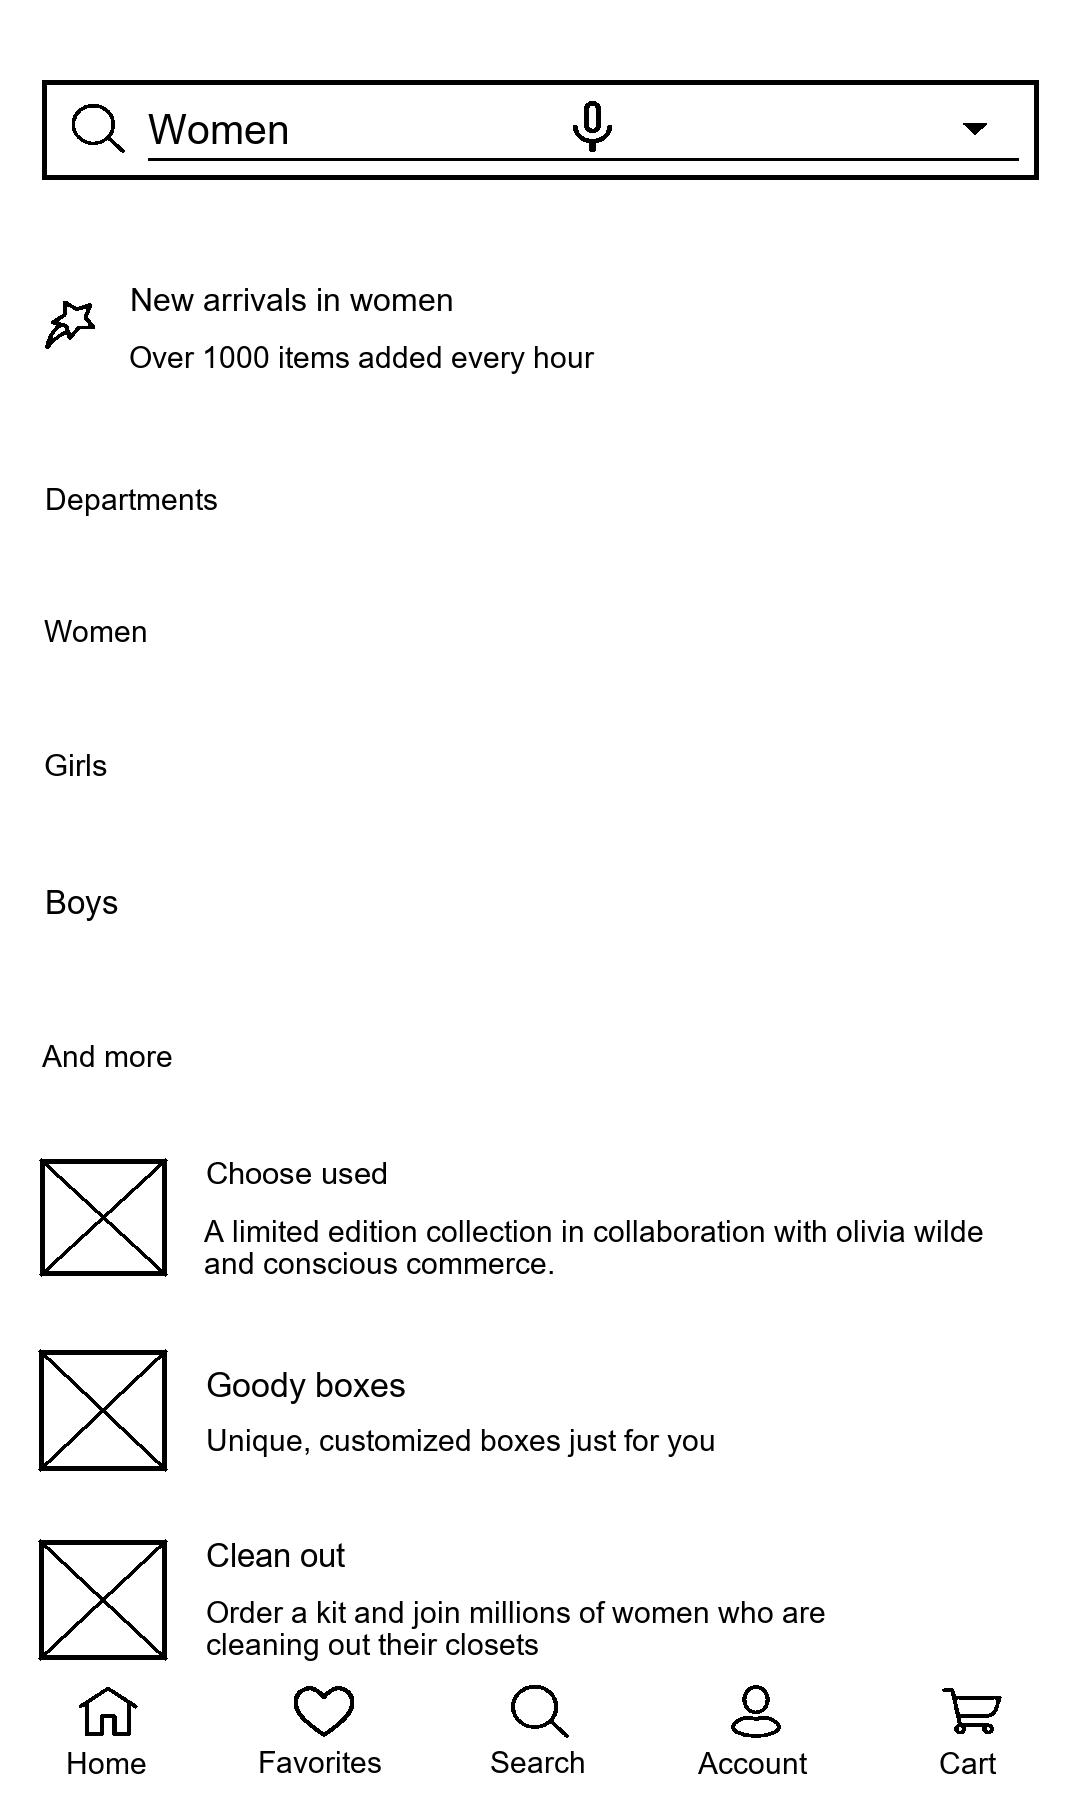 Women
New arrivals in women
Over 1000 items added every hour
Departments
Women
Girls
Boys
And more
Choose used
A limited edition collection in collaboration with olivia wilde
and conscious commerce.
Goody boxes
Unique, customized boxes just for you
Clean out
Order a kit and join millions of women who are
cleaning out their closets
Home
Favorites
Search
Account
Cart